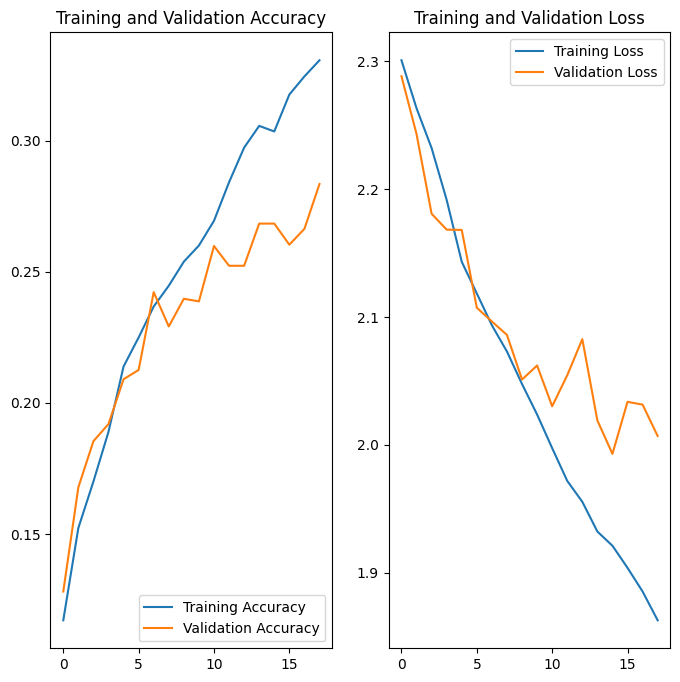 Training and Validation Accuracy
0.30
0.25
0.20
0.15
0 5 10 15
Training Accuracy
Validation Accuracy
Training and Validation Loss
Training Loss
Validation Loss
2.3
2.2
2.1
2.0
1.9
0 5 10 15